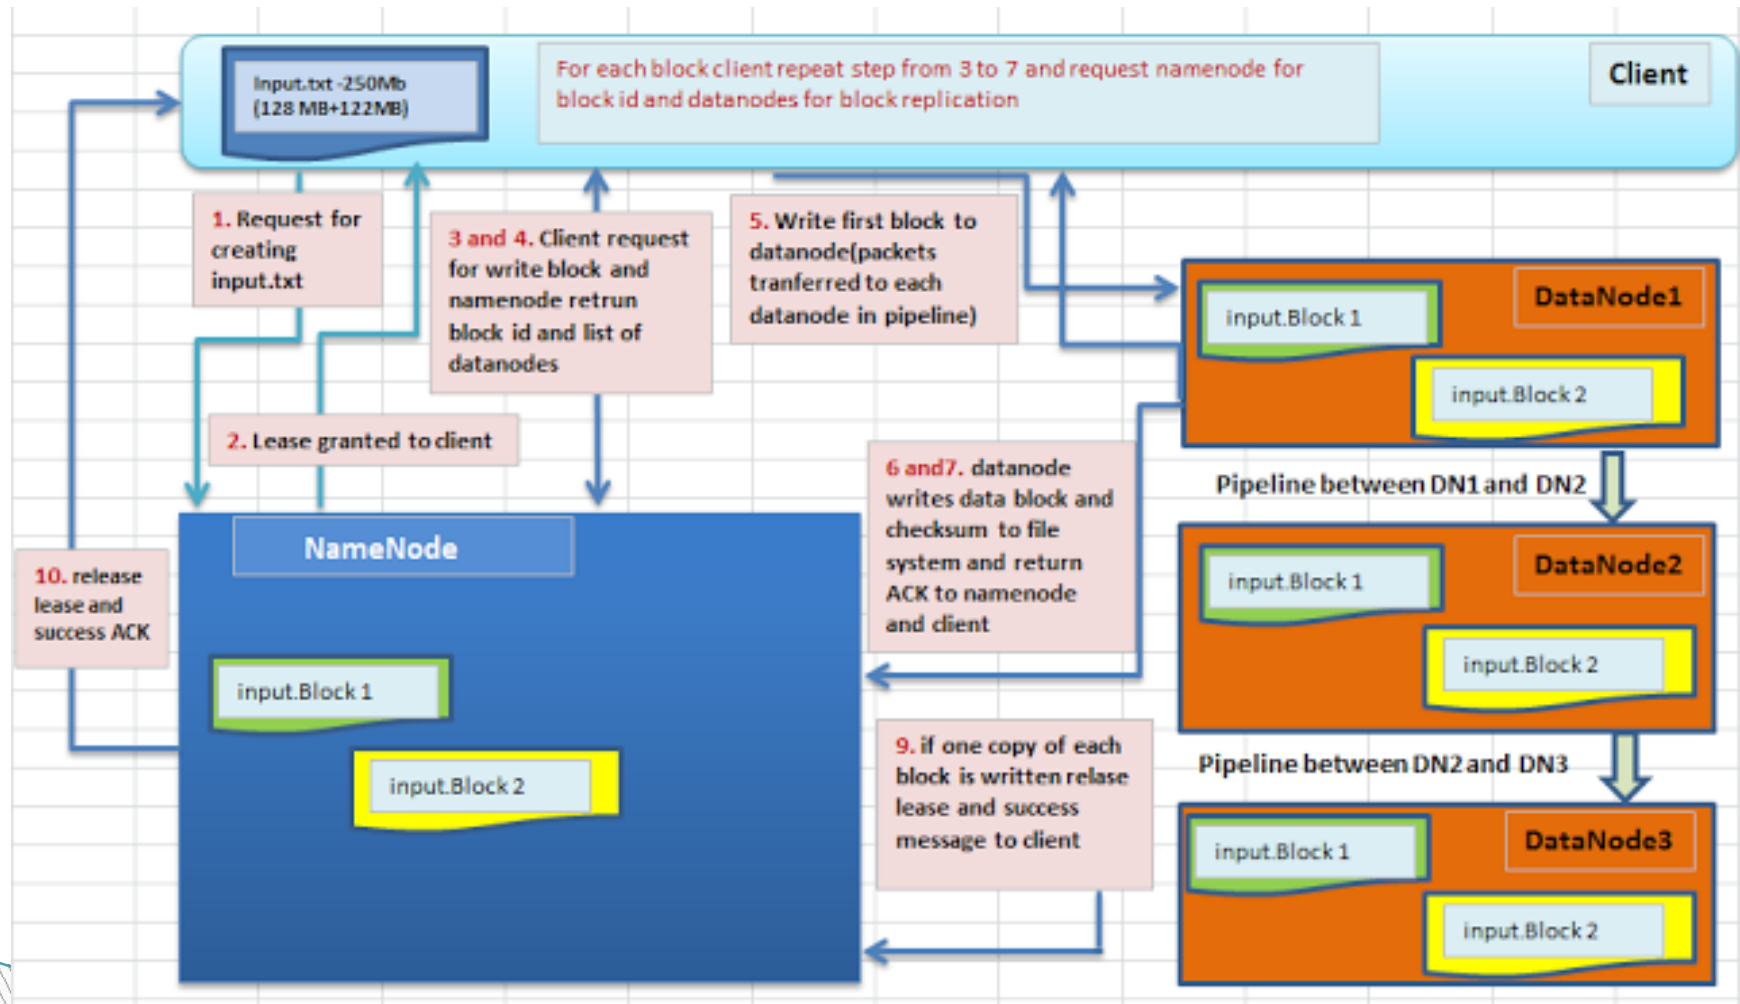 Input.txt -250Mb
(128 MB+122MB)
For each block client repeat step from 3 to 7 and request namenode for
block id and datanodes for block replication
Client
1. Request for
creating
input.txt
3 and 4. Client request
for write block and
namenode retrun
block id and list of
datanodes
5. Write first block to
datanode(packets
tranferred to each
datanode in pipeline)
2. Lease granted to client
DataNode1
input.Block 1
input.Block 2
6 and7. datanode
writes data block and
checksum to file
system and return
ACK to namenode
and client
Pipeline between DN1 and DN2
NameNode
10. release
lease and
success ACK
input.Block 1
input.Block 2
DataNode2
input.Block 1
input.Block 2
9. if one copy of each
block is written relase
lease and success
message to client
Pipeline between DN2 and DN3
DataNode3
input.Block 1
input.Block 2